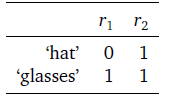 r₁ r₂
‘hat’ 0 1
‘glasses’ 1 1